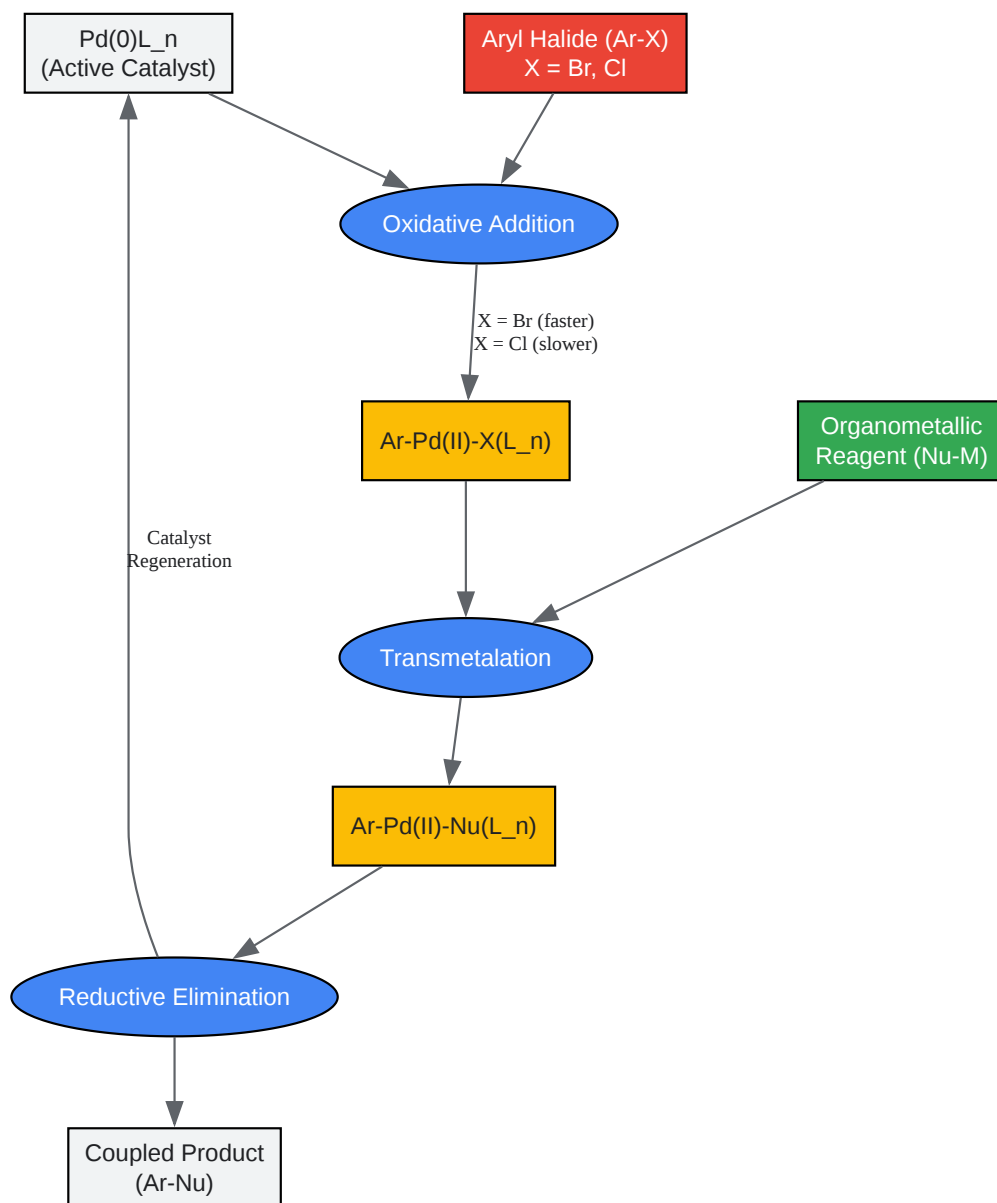 Pd(0)L_n
(Active Catalyst)
Aryl Halide (Ar-X)
X = Br, Cl
Oxidative Addition
X = Br (faster)
X = Cl (slower)
Ar-Pd(II)-X(L_n)
Organometallic
Reagent (Nu-M)
Catalyst
Regeneration
Transmetalation
Ar-Pd(II)-Nu(L_n)
Reductive Elimination
Coupled Product
(Ar-Nu)